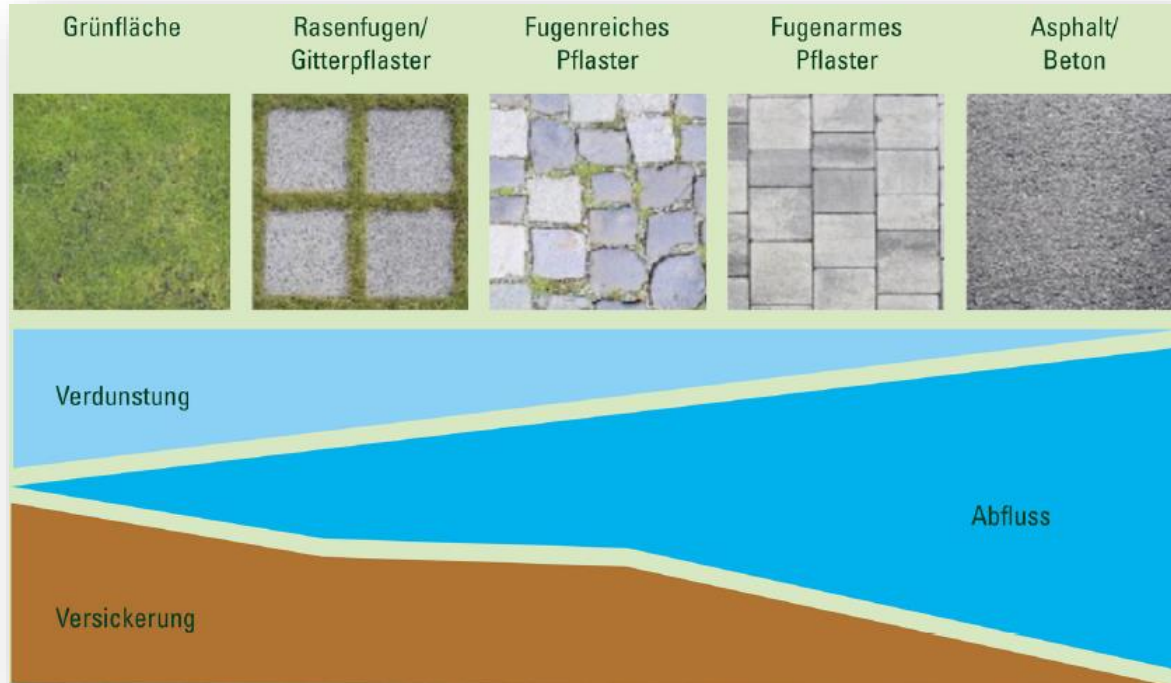 Grünfläche
Rasenfugen/
Gitterpflaster
Fugenreiches
Pflaster
Fugenarmes
Pflaster
Asphalt/
Beton
Verdunstung
Abfluss
Versickerung